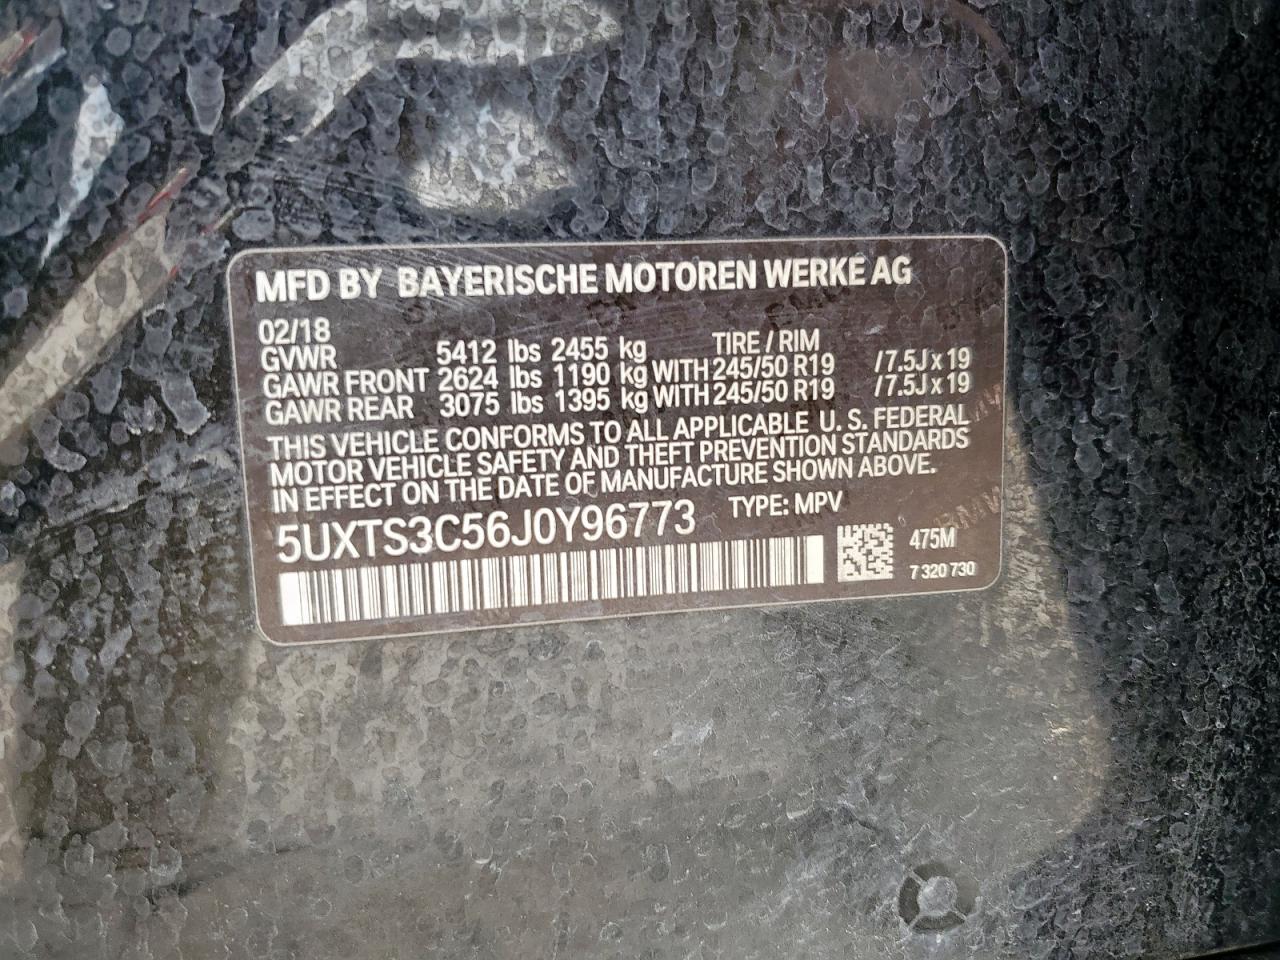 MFD BY BAYERISCHE MOTOREN WERKE AG
02/18 TIRE / RIM
GVWR 5412 lbs 2455 kg
GAWR FRONT 2624 lbs 1190 kg WITH 245/50 R19 /7.5J x 19
GAWR REAR 3075 lbs 1395 kg WITH 245/50 R19 /7.5J x 19
THIS VEHICLE CONFORMS TO ALL APPLICABLE U. S. FEDERAL
MOTOR VEHICLE SAFETY AND THEFT PREVENTION STANDARDS
IN EFFECT ON THE DATE OF MANUFACTURE SHOWN ABOVE.
5UXTS3C56J0Y96773 TYPE: MPV
475M
7 320 730